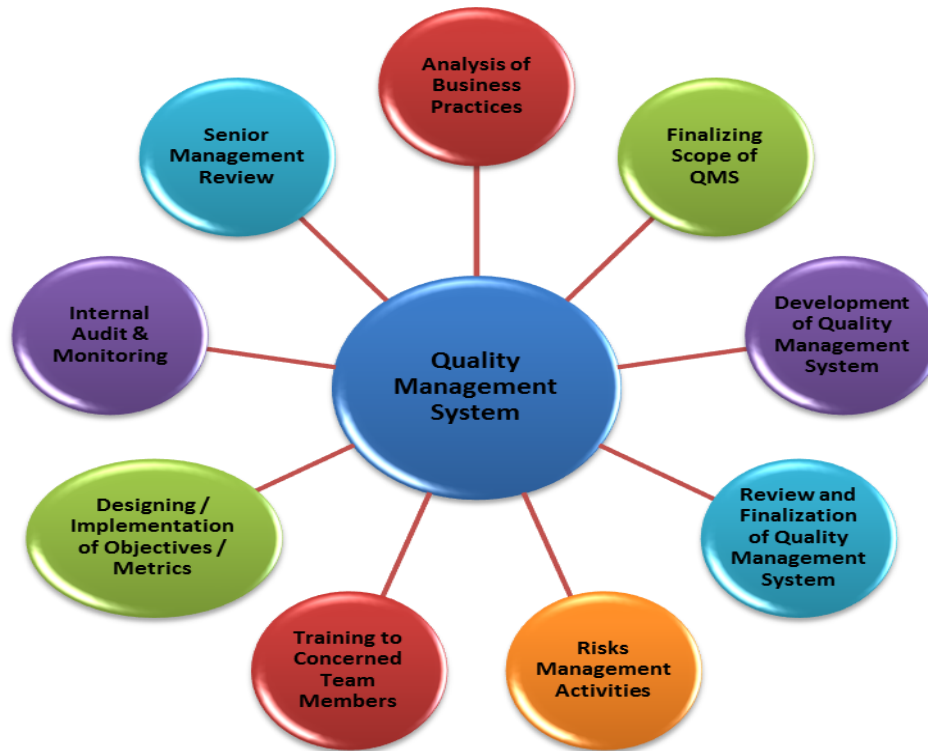 Analysis of
Business
Practices
Finalizing
Scope of
QMS
Development
of Quality
Management
System
Review and
Finalization
of Quality
Management
System
Risks
Management
Activities
Training to
Concerned
Team
Members
Designing /
Implementation
of Objectives /
Metrics
Internal
Audit &
Monitoring
Senior
Management
Review
Quality
Management
System